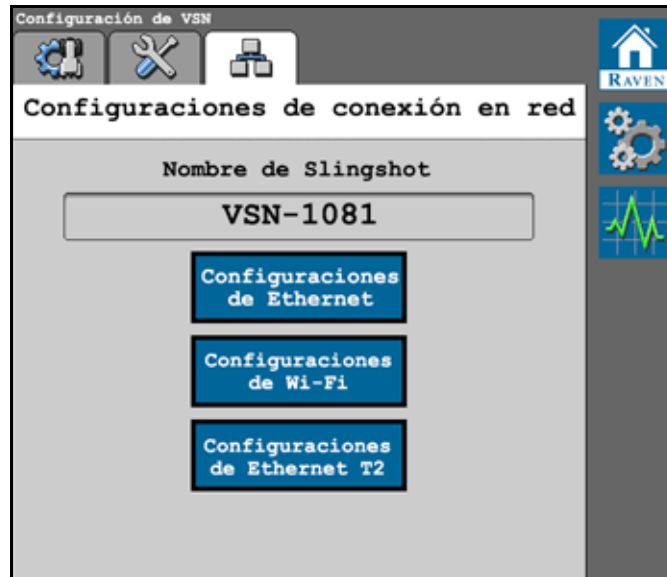 Configuración de VSN
RAVEN
Configuraciones de conexión en red
Nombre de Slingshot
VSN-1081
Configuraciones
de Ethernet
Configuraciones
de Wi-Fi
Configuraciones
de Ethernet T2